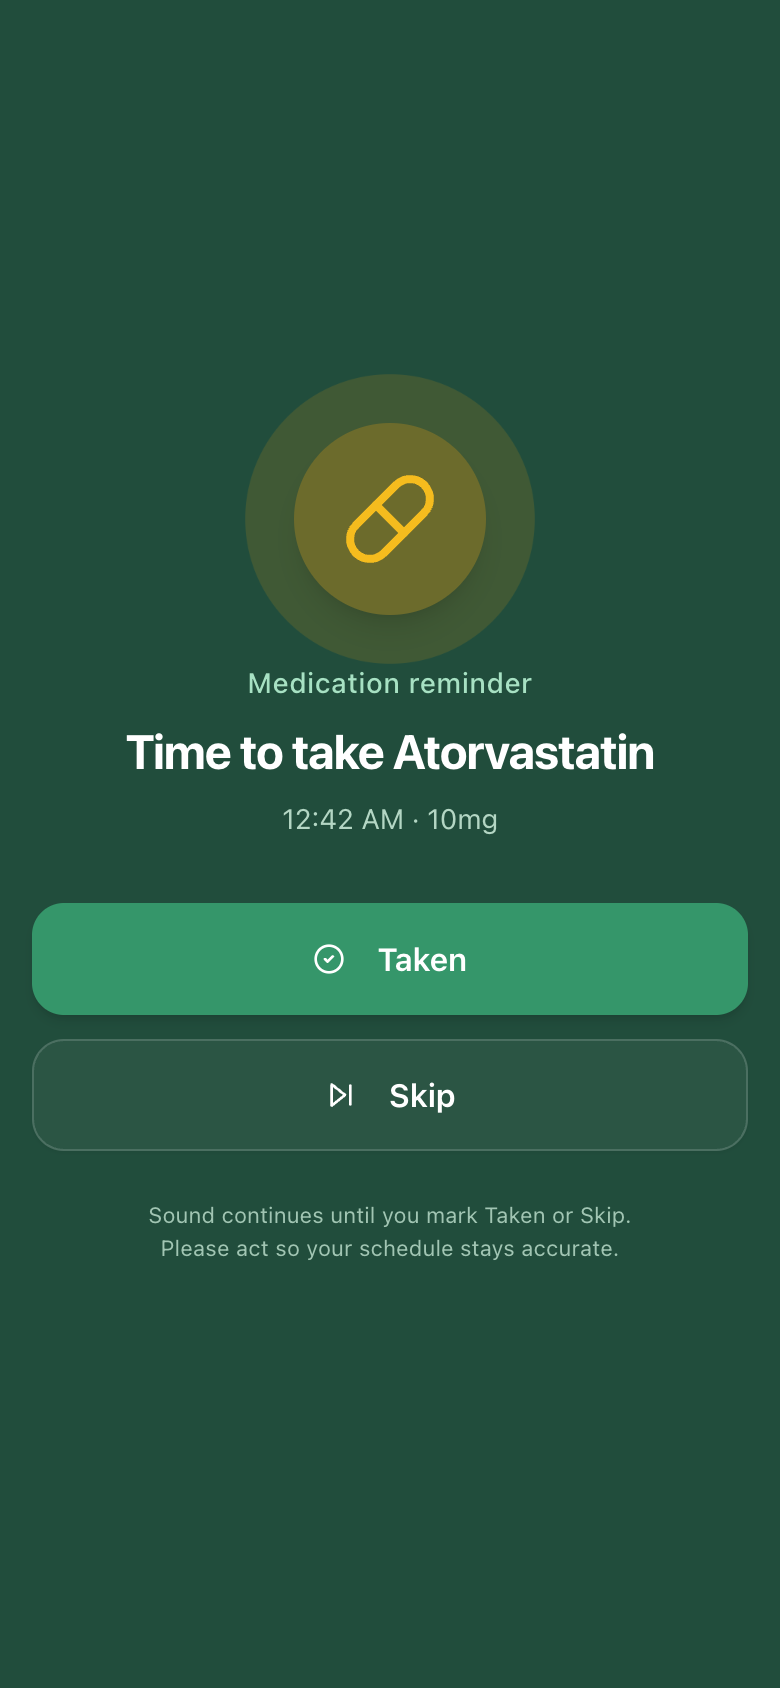 Medication reminder
Time to take Atorvastatin
12:42 AM · 10mg
Taken
Skip
Sound continues until you mark Taken or Skip.
Please act so your schedule stays accurate.